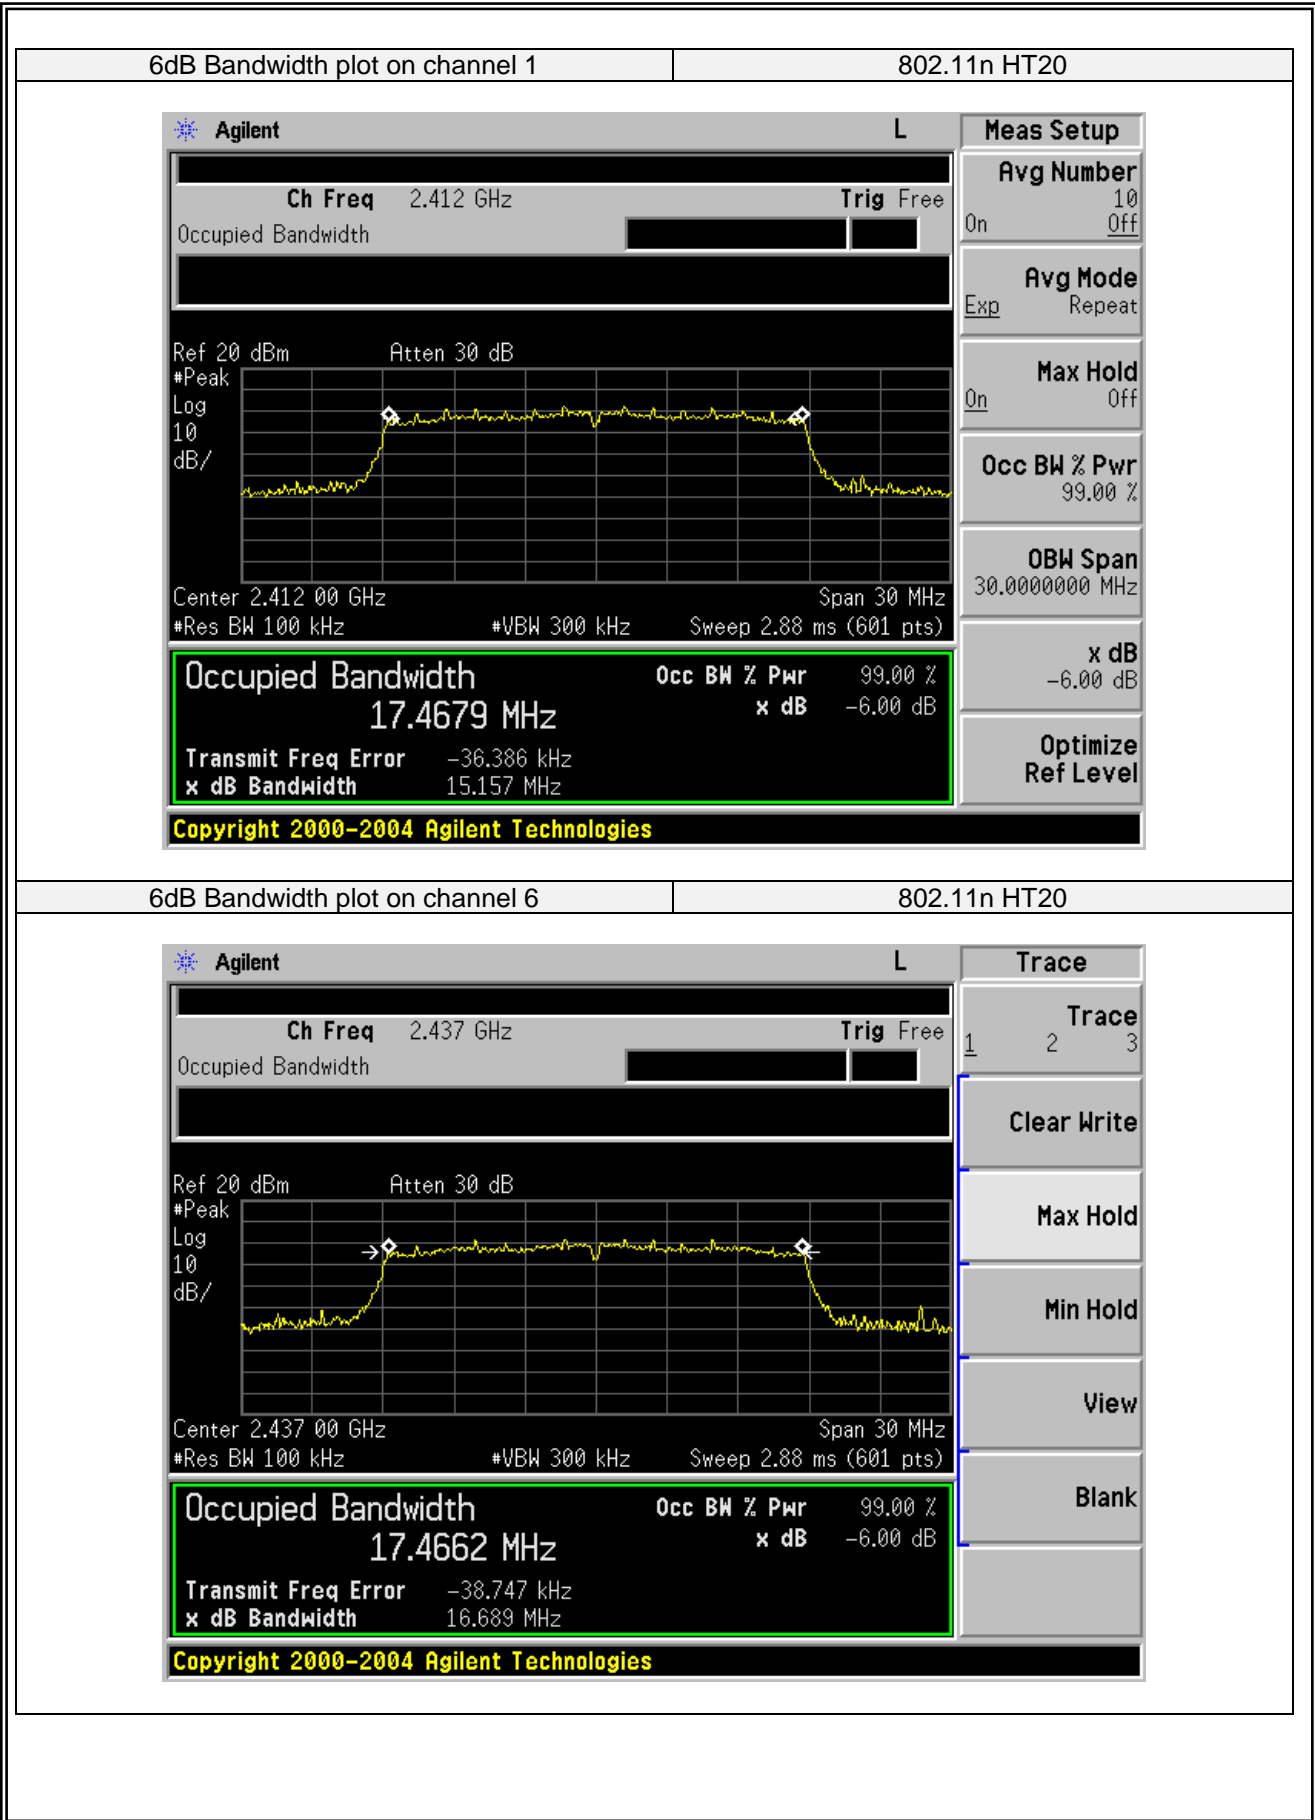 6dB Bandwidth plot on channel 1 802.11n HT20
Agilent L Meas Setup
Ch Freq 2.412 GHz Trig Free
Occupied Bandwidth
Avg Number
10
On Off
Avg Mode
Exp Repeat
Max Hold
On Off
Occ BW % Pwr
99.00 %
OBW Span
30.0000000 MHz
x dB
-6.00 dB
Optimize
Ref Level
Ref 20 dBm Atten 30 dB
#Peak
Log
10
dB/
Center 2.412 00 GHz Span 30 MHz
#Res BW 100 kHz #VBW 300 kHz Sweep 2.88 ms (601 pts)
Occupied Bandwidth Occ BW % Pwr 99.00 %
17.4679 MHz x dB -6.00 dB
Transmit Freq Error -36.386 kHz
x dB Bandwidth 15.157 MHz
Copyright 2000-2004 Agilent Technologies
6dB Bandwidth plot on channel 6 802.11n HT20
Agilent L Trace
Ch Freq 2.437 GHz Trig Free
Occupied Bandwidth
Trace
1 2 3
Clear Write
Max Hold
Min Hold
View
Blank
Ref 20 dBm Atten 30 dB
#Peak
Log
10
dB/
Center 2.437 00 GHz Span 30 MHz
#Res BW 100 kHz #VBW 300 kHz Sweep 2.88 ms (601 pts)
Occupied Bandwidth Occ BW % Pwr 99.00 %
17.4662 MHz x dB -6.00 dB
Transmit Freq Error -38.747 kHz
x dB Bandwidth 16.689 MHz
Copyright 2000-2004 Agilent Technologies